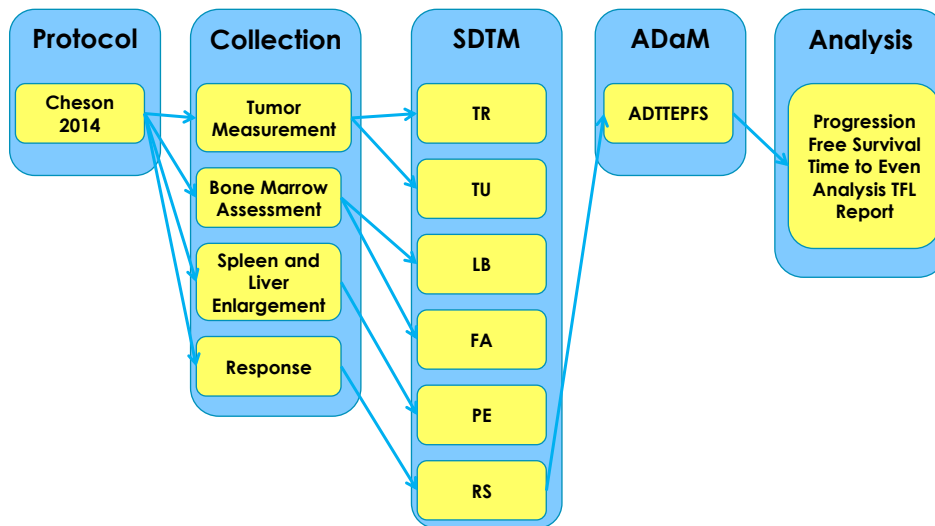 Protocol
Cheson
2014
Collection
Tumor
Measurement
Bone Marrow
Assessment
Spleen and
Liver
Enlargement
Response
SDTM
TR
TU
LB
FA
PE
RS
ADaM
ADTTEPFS
Analysis
Progression
Free Survival
Time to Even
Analysis TFL
Report